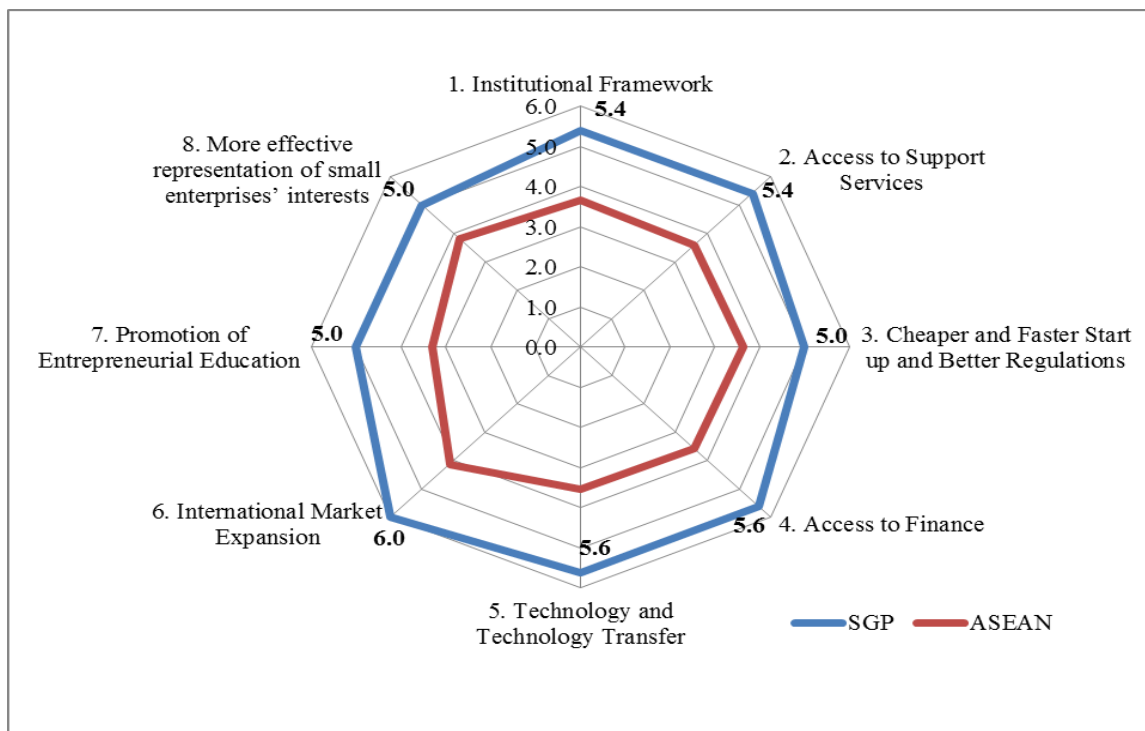 1. Institutional Framework
5.4
6.0
5.0
4.0
3.0
2.0
1.0
0.0
2. Access to Support
Services
5.4
3. Cheaper and Faster Start
up and Better Regulations
5.0
4. Access to Finance
5.6
5. Technology and
Technology Transfer
5.6
6. International Market
Expansion
6.0
7. Promotion of
Entrepreneurial Education
5.0
8. More effective
representation of small
enterprises’ interests
5.0
SGP
ASEAN